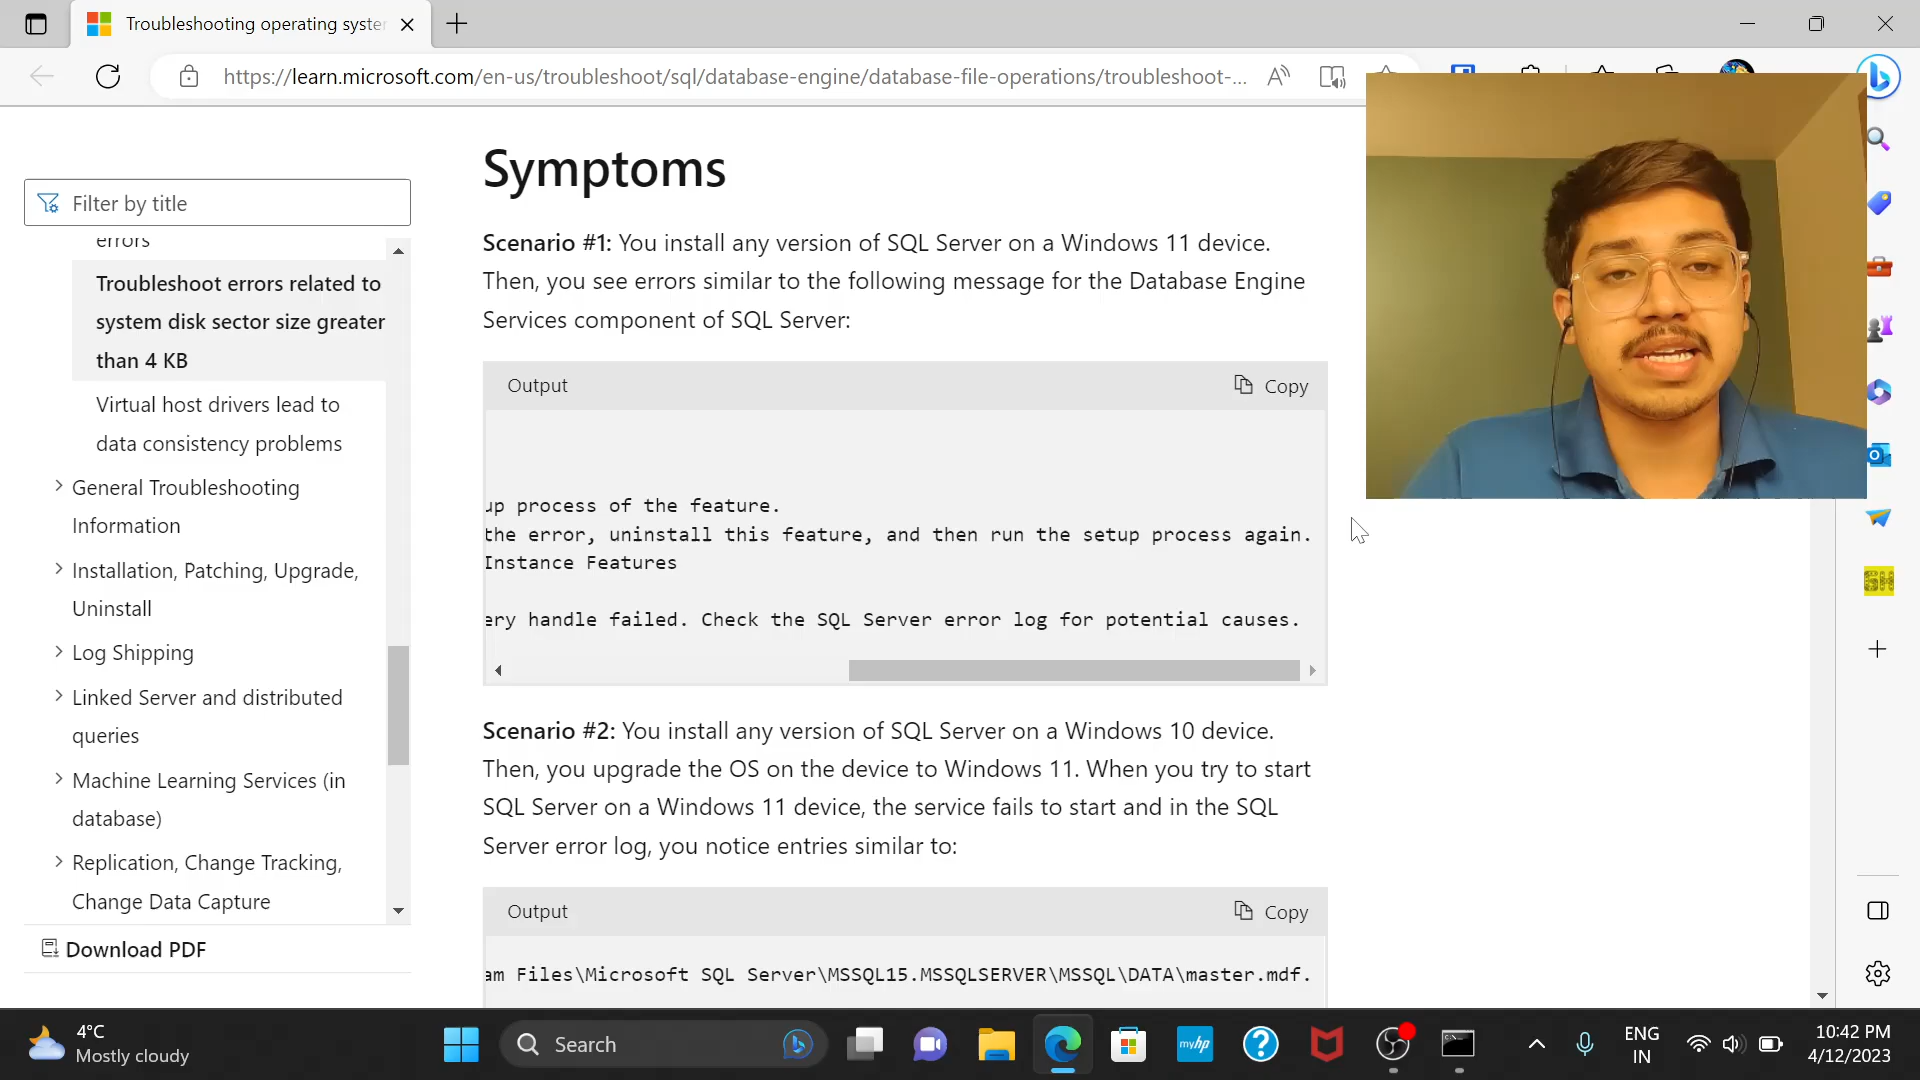 Troubleshooting operating syste
https://learn.microsoft.com/en-us/troubleshoot/sql/database-engine/database-file-operations/troubleshoot-...
Filter by title
errors
Troubleshoot errors related to
system disk sector size greater
than 4 KB
Virtual host drivers lead to
data consistency problems
General Troubleshooting
Information
Installation, Patching, Upgrade,
Uninstall
Log Shipping
Linked Server and distributed
queries
Machine Learning Services (in
database)
Replication, Change Tracking,
Change Data Capture
Download PDF
Symptoms
Scenario #1: You install any version of SQL Server on a Windows 11 device.
Then, you see errors similar to the following message for the Database Engine
Services component of SQL Server:
Output
Copy
up process of the feature.
the error, uninstall this feature, and then run the setup process again.
Instance Features
ery handle failed. Check the SQL Server error log for potential causes.
Scenario #2: You install any version of SQL Server on a Windows 10 device.
Then, you upgrade the OS on the device to Windows 11. When you try to start
SQL Server on a Windows 11 device, the service fails to start and in the SQL
Server error log, you notice entries similar to:
Output
Copy
am Files\Microsoft SQL Server\MSSQL15.MSSQLSERVER\MSSQL\DATA\master.mdf.
GH
4°C
Mostly cloudy
Search
myhp
ENG
IN
10:42 PM
4/12/2023